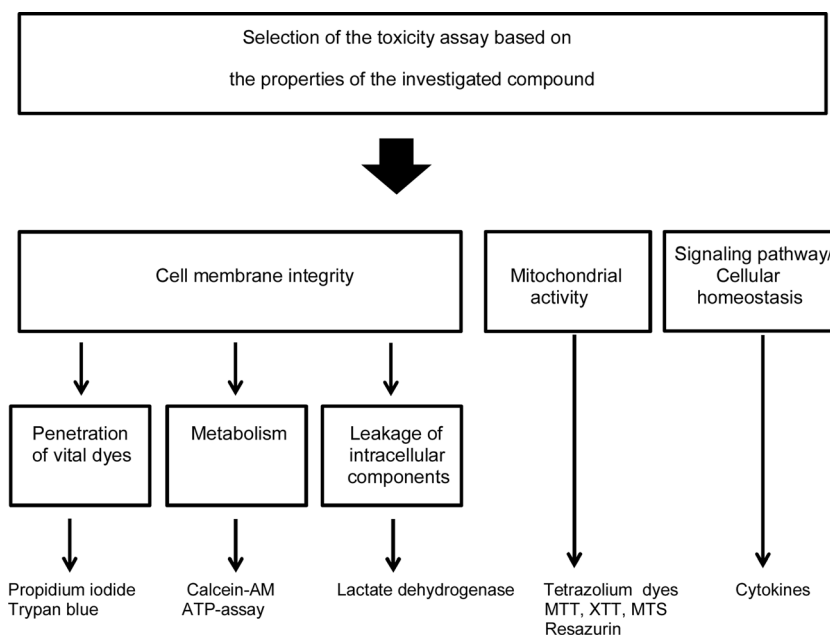 Selection of the toxicity assay based on
the properties of the investigated compound
Cell membrane integrity
Mitochondrial
activity
Signaling pathway/
Cellular
homeostasis
Penetration
of vital dyes
Metabolism
Leakage of
intracellular
components
Propidium iodide
Trypan blue
Calcein-AM
ATP-assay
Lactate dehydrogenase
Tetrazolium dyes
MTT, XTT, MTS
Resazurin
Cytokines